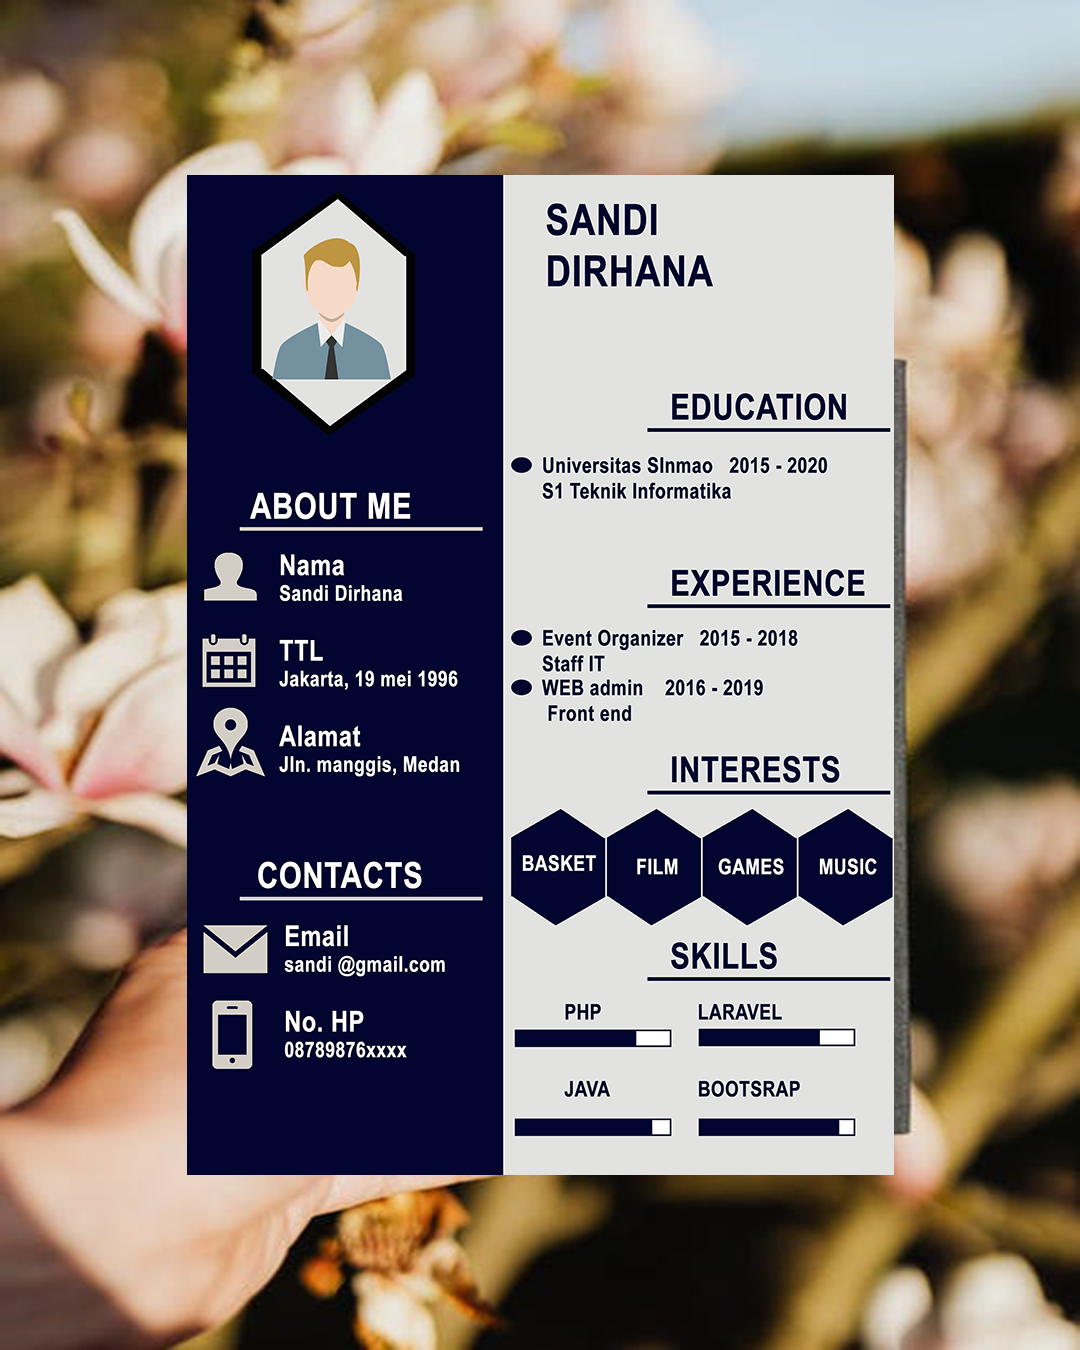 SANDI
DIRHANA
ABOUT ME
Nama
Sandi Dirhana
TTL
Jakarta, 19 mei 1996
Alamat
Jln. manggis, Medan
CONTACTS
Email
sandi @gmail.com
No. HP
08789876xxxx
EDUCATION
Universitas SInmao 2015 - 2020
S1 Teknik Informatika
EXPERIENCE
Event Organizer 2015 - 2018
Staff IT
WEB admin 2016 - 2019
Front end
INTERESTS
BASKET FILM GAMES MUSIC
SKILLS
PHP LARAVEL
JAVA BOOTSRAP